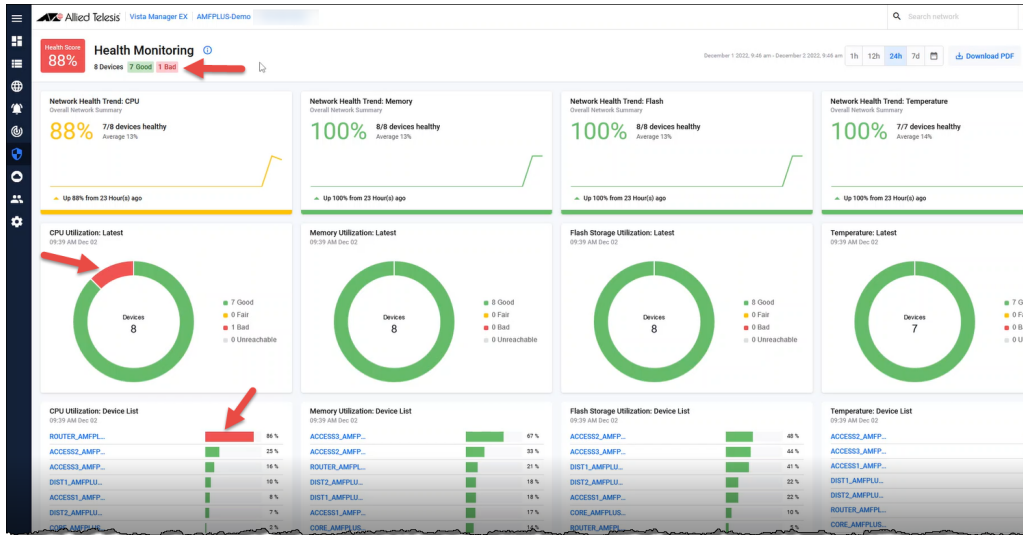 Allied Telesis Vista Manager EX AMFPLUS-Demo
Search network
Health Score
88%
Health Monitoring
8 Devices 7 Good 1 Bad
December 1 2022, 9:46 am - December 2 2022, 9:46 am 1h 12h 24h 7d Download PDF
Network Health Trend: CPU
Overall Network Summary
88% 7/8 devices healthy
Average 13%
Up 88% from 23 Hour(s) ago
Network Health Trend: Memory
Overall Network Summary
100% 8/8 devices healthy
Average 13%
Up 100% from 23 Hour(s) ago
Network Health Trend: Flash
Overall Network Summary
100% 8/8 devices healthy
Average 13%
Up 100% from 23 Hour(s) ago
Network Health Trend: Temperature
Overall Network Summary
100% 7/7 devices healthy
Average 14%
Up 100% from 23 Hour(s) ago
CPU Utilization: Latest
09:39 AM Dec 02
Devices
8
7 Good
0 Fair
1 Bad
0 Unreachable
Memory Utilization: Latest
09:39 AM Dec 02
Devices
8
8 Good
0 Fair
0 Bad
0 Unreachable
Flash Storage Utilization: Latest
09:39 AM Dec 02
Devices
8
8 Good
0 Fair
0 Bad
0 Unreachable
Temperature: Latest
09:39 AM Dec 02
Devices
7
7 G
0 F
0 B
0 U
CPU Utilization: Device List
09:39 AM Dec 02
ROUTER_AMFPL... 86 %
ACCESS2_AMFP... 25 %
ACCESS3_AMFP... 16 %
DIST1_AMFPLU... 10 %
ACCESS1_AMFP... 8 %
DIST2_AMFPLU... 7 %
CORE_AMFPLUS... 2 %
Memory Utilization: Device List
09:39 AM Dec 02
ACCESS3_AMFP... 67 %
ACCESS2_AMFP... 33 %
ROUTER_AMFPL... 21 %
DIST2_AMFPLU... 18 %
DIST1_AMFPLU... 18 %
ACCESS1_AMFP... 17 %
CORE_AMFPLUS... 14 %
Flash Storage Utilization: Device List
09:39 AM Dec 02
ACCESS2_AMFP... 48 %
ACCESS3_AMFP... 44 %
DIST1_AMFPLU... 41 %
DIST2_AMFPLU... 22 %
ACCESS1_AMFP... 22 %
CORE_AMFPLUS... 10 %
ROUTER_AMFPL... 5 %
Temperature: Device List
09:39 AM Dec 02
ACCESS2_AMFP...
ACCESS3_AMFP...
ACCESS1_AMFP...
DIST1_AMFPLU...
DIST2_AMFPLU...
ROUTER_AMFPL...
CORE_AMFPLUS...